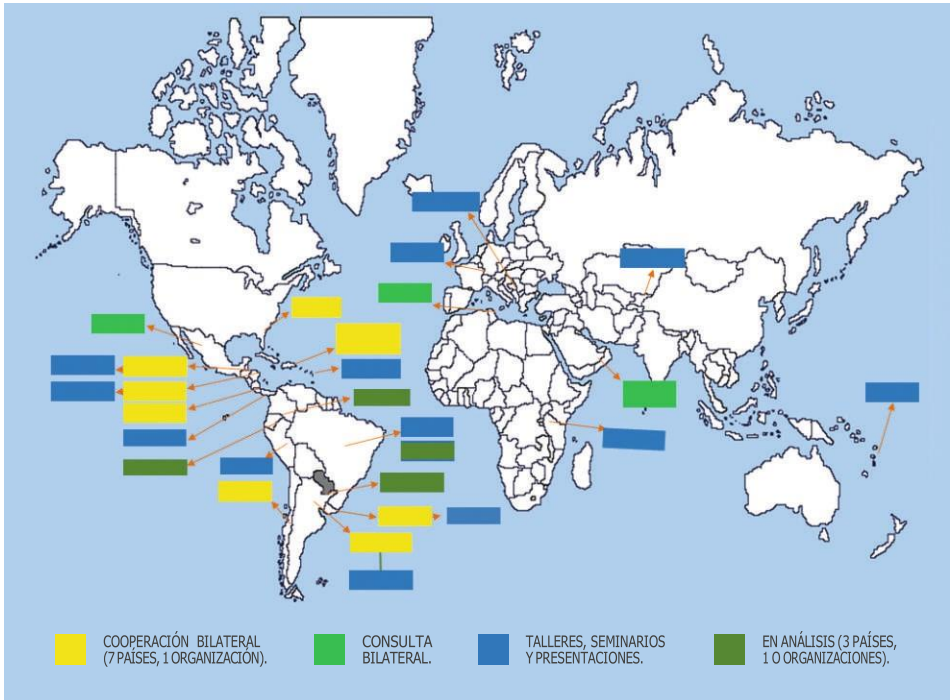 COOPERACIÓN BILATERAL
(7 PAÍSES, 1 ORGANIZACIÓN).
CONSULTA
BILATERAL.
TALLERES, SEMINARIOS
Y PRESENTACIONES.
EN ANÁLISIS (3 PAÍSES,
1 O ORGANIZACIONES).